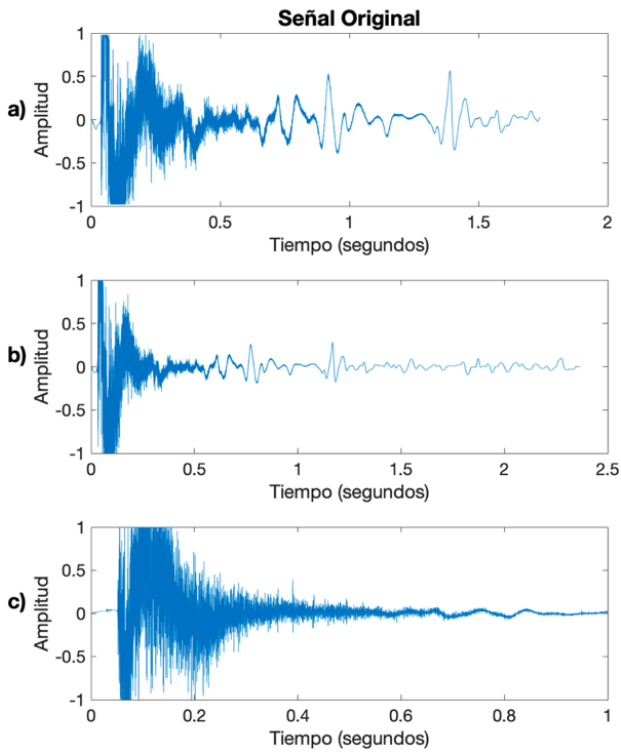 Señal Original
a)
Amplitud
1
0.5
0
-0.5
-1
0 0.5 1 1.5 2
Tiempo (segundos)
b)
Amplitud
1
0.5
0
-0.5
-1
0 0.5 1 1.5 2 2.5
Tiempo (segundos)
c)
Amplitud
1
0.5
0
-0.5
-1
0 0.2 0.4 0.6 0.8 1
Tiempo (segundos)